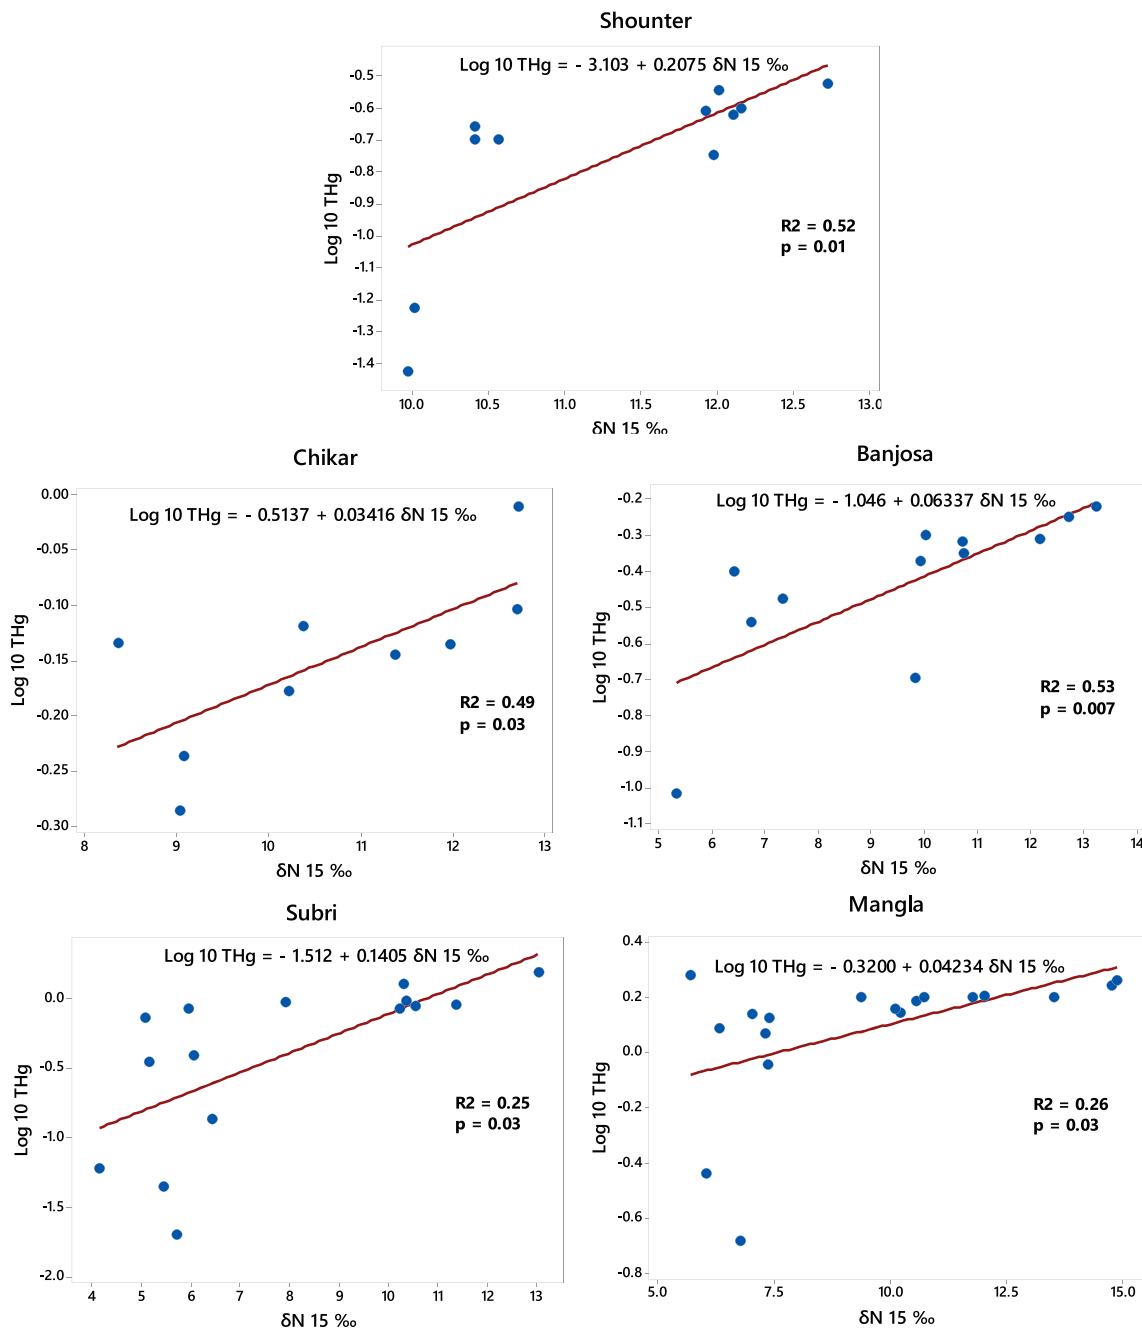 Shounter
Log 10 THg = - 3.103 + 0.2075 δN 15 ‰
-0.5
-0.6
-0.7
-0.8
-0.9
-1.0
-1.1
-1.2
-1.3
-1.4
Log 10 THg
R2 = 0.52
p = 0.01
10.0 10.5 11.0 11.5 12.0 12.5 13.0
δN 15 ‰
Chikar
Log 10 THg = - 0.5137 + 0.03416 δN 15 ‰
0.00
-0.05
-0.10
-0.15
-0.20
-0.25
-0.30
Log 10 THg
R2 = 0.49
p = 0.03
8 9 10 11 12 13
δN 15 ‰
Banjosa
Log 10 THg = - 1.046 + 0.06337 δN 15 ‰
-0.2
-0.3
-0.4
-0.5
-0.6
-0.7
-0.8
-0.9
-1.0
-1.1
Log 10 THg
R2 = 0.53
p = 0.007
5 6 7 8 9 10 11 12 13 14
δN 15 ‰
Subri
Log 10 THg = - 1.512 + 0.1405 δN 15 ‰
0.0
-0.5
-1.0
-1.5
-2.0
Log 10 THg
R2 = 0.25
p = 0.03
4 5 6 7 8 9 10 11 12 13
δN 15 ‰
Mangla
Log 10 THg = - 0.3200 + 0.04234 δN 15 ‰
0.4
0.2
0.0
-0.2
-0.4
-0.6
-0.8
Log 10 THg
R2 = 0.26
p = 0.03
5.0 7.5 10.0 12.5 15.0
δN 15 ‰